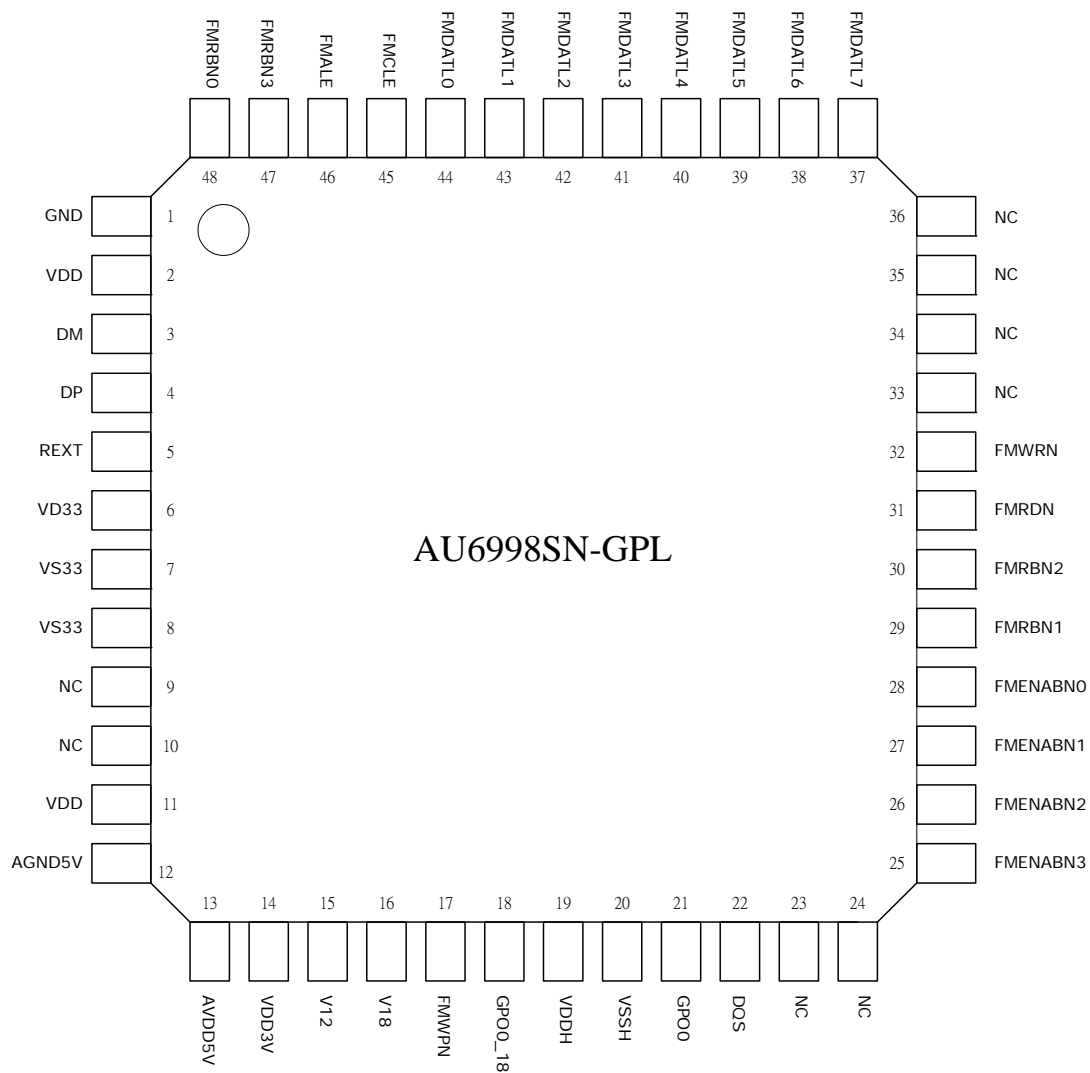 FMRBN0
FMRBN3
FMALE
FMCLE
FMDATL0
FMDATL1
FMDATL2
FMDATL3
FMDATL4
FMDATL5
FMDATL6
FMDATL7
48 47 46 45 44 43 42 41 40 39 38 37
GND 1
VDD 2
DM 3
DP 4
REXT 5
VD33 6
VS33 7
VS33 8
NC 9
NC 10
VDD 11
AGND5V 12
AU6998SN-GPL
36 NC
35 NC
34 NC
33 NC
32 FMWRN
31 FMRDN
30 FMRBN2
29 FMRBN1
28 FMENABN0
27 FMENABN1
26 FMENABN2
25 FMENABN3
13 14 15 16 17 18 19 20 21 22 23 24
AVDD5V
VDD3V
V12
V18
FMWPN
GPO0_18
VDDH
VSSH
GPO0
DQS
NC
NC